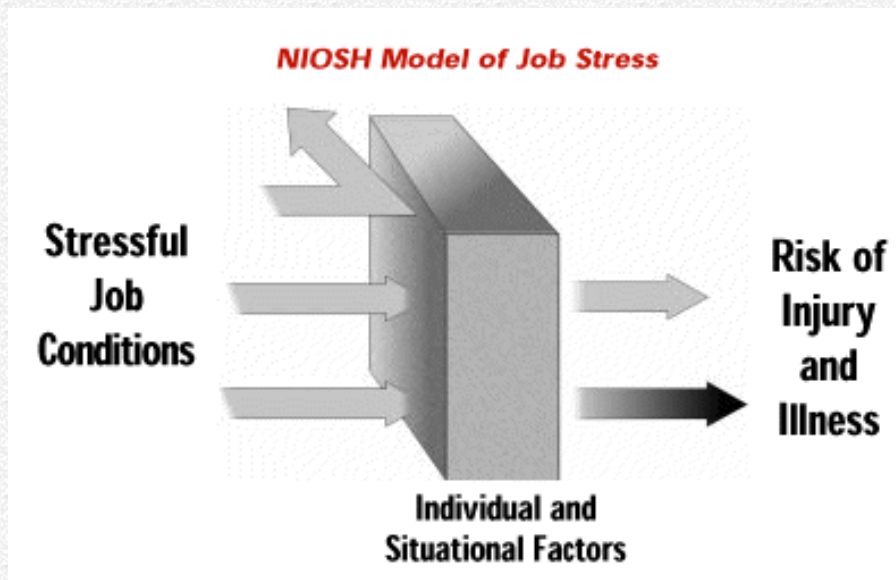 NIOSH Model of Job Stress
Stressful
Job
Conditions
Risk of
Injury
and
Illness
Individual and
Situational Factors